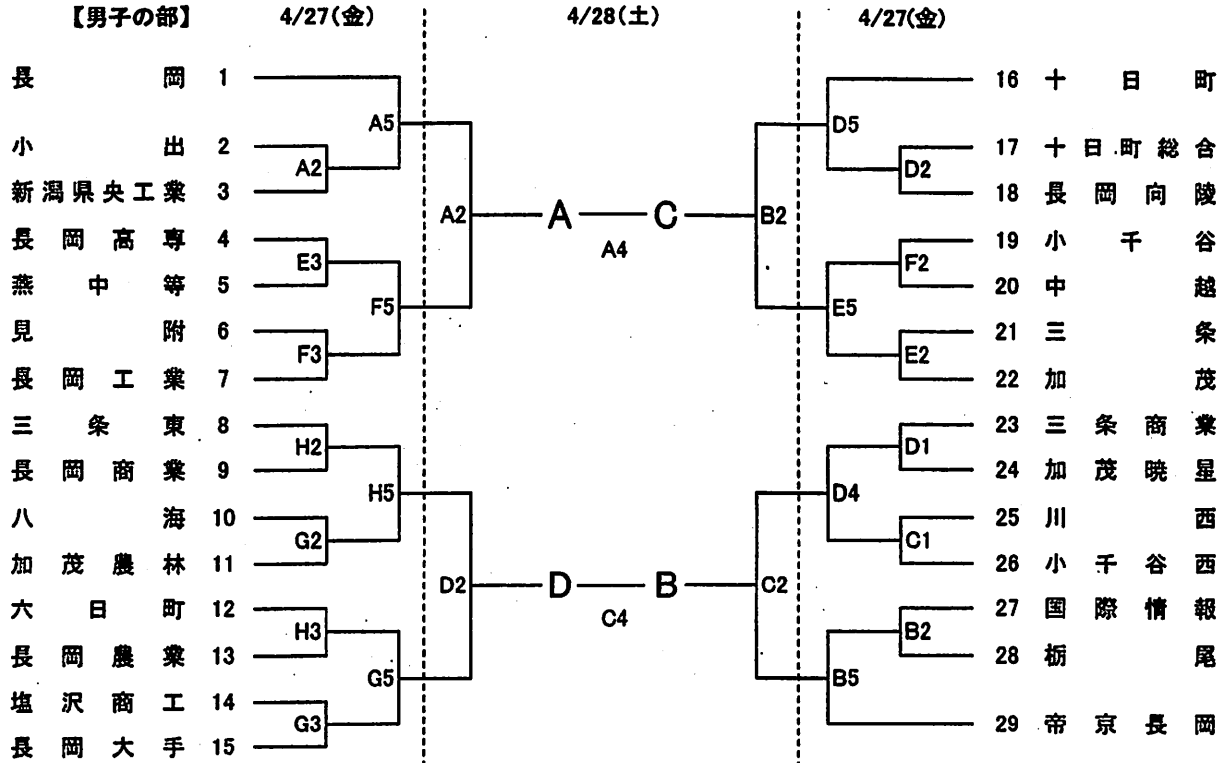 【男子の部】 4/27(金) 4/28(土) 4/27(金)
長岡 1
小出 2
新潟県央工業 3
長岡高専 4
燕中等 5
見附 6
長岡工業 7
三条東 8
長岡商業 9
八海 10
加茂農林 11
六日町 12
長岡農業 13
塩沢商工 14
長岡大手 15
A5
A2
E3
F5
F3
H2
H5
G2
H3
G5
G3
A2
D2
A C
A4
D B
C4
B2
C2
D5
D2
F2
E5
E2
D1
D4
C1
B2
B5
16 十日町
17 十日町総合
18 長岡向陵
19 小千谷
20 中越
21 三条
22 加茂
23 三条商業
24 加茂暁星
25 川西
26 小千谷西
27 国際情報
28 栃尾
29 帝京長岡